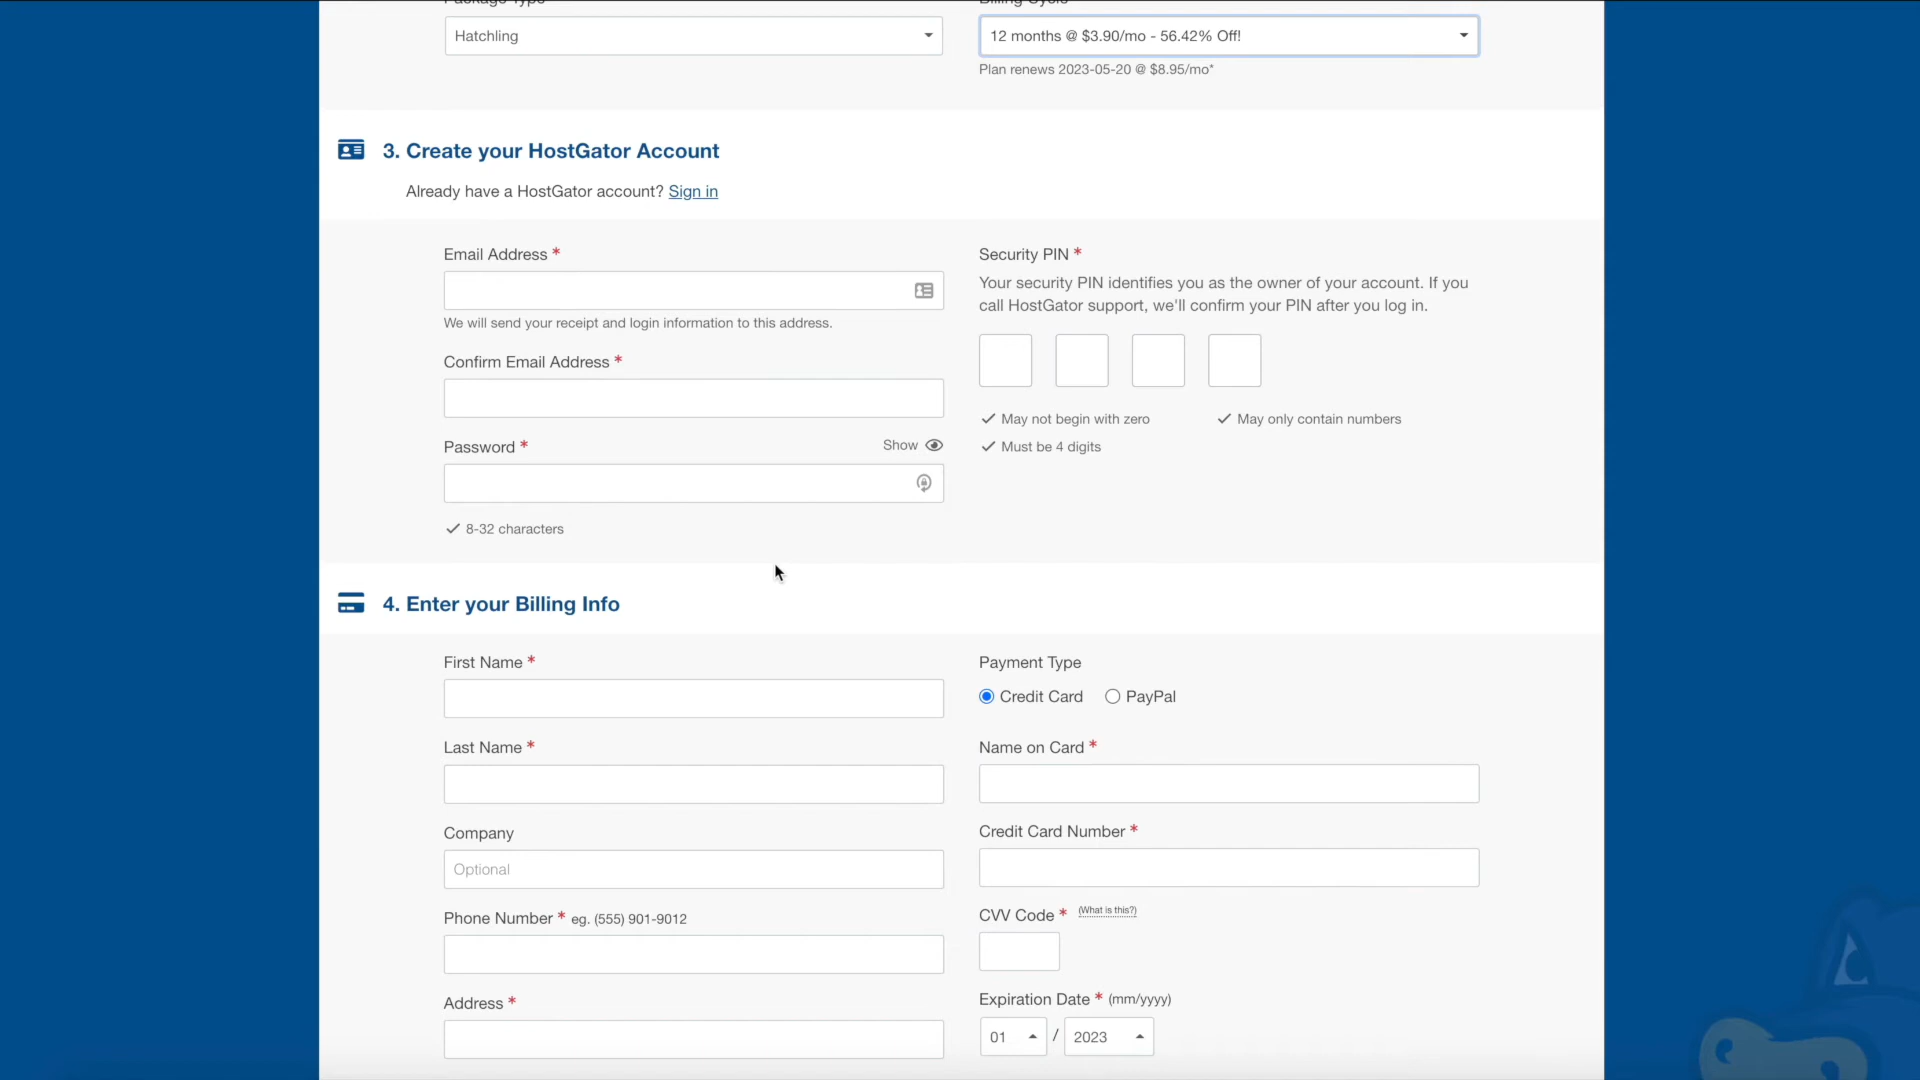 Package Type
Billing Cycle
Hatchling
12 months @ $3.90/mo - 56.42% Off!
Plan renews 2023-05-20 @ $8.95/mo*
3. Create your HostGator Account
Already have a HostGator account? Sign in
Email Address *
We will send your receipt and login information to this address.
Confirm Email Address *
Password *
Show
8-32 characters
Security PIN *
Your security PIN identifies you as the owner of your account. If you
call HostGator support, we'll confirm your PIN after you log in.
May not begin with zero
May only contain numbers
Must be 4 digits
4. Enter your Billing Info
First Name *
Last Name *
Company
Optional
Phone Number * eg. (555) 901-9012
Address *
Payment Type
Credit Card
PayPal
Name on Card *
Credit Card Number *
CVV Code * (What is this?)
Expiration Date * (mm/yyyy)
01 / 2023